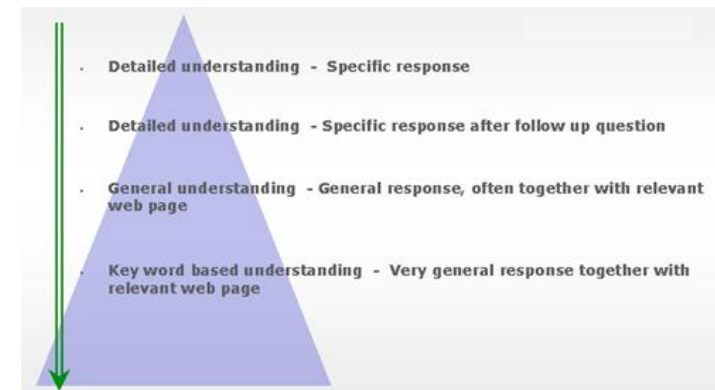 Detailed understanding - Specific response
Detailed understanding - Specific response after follow up question
General understanding - General response, often together with relevant
web page
Key word based understanding - Very general response together with
relevant web page